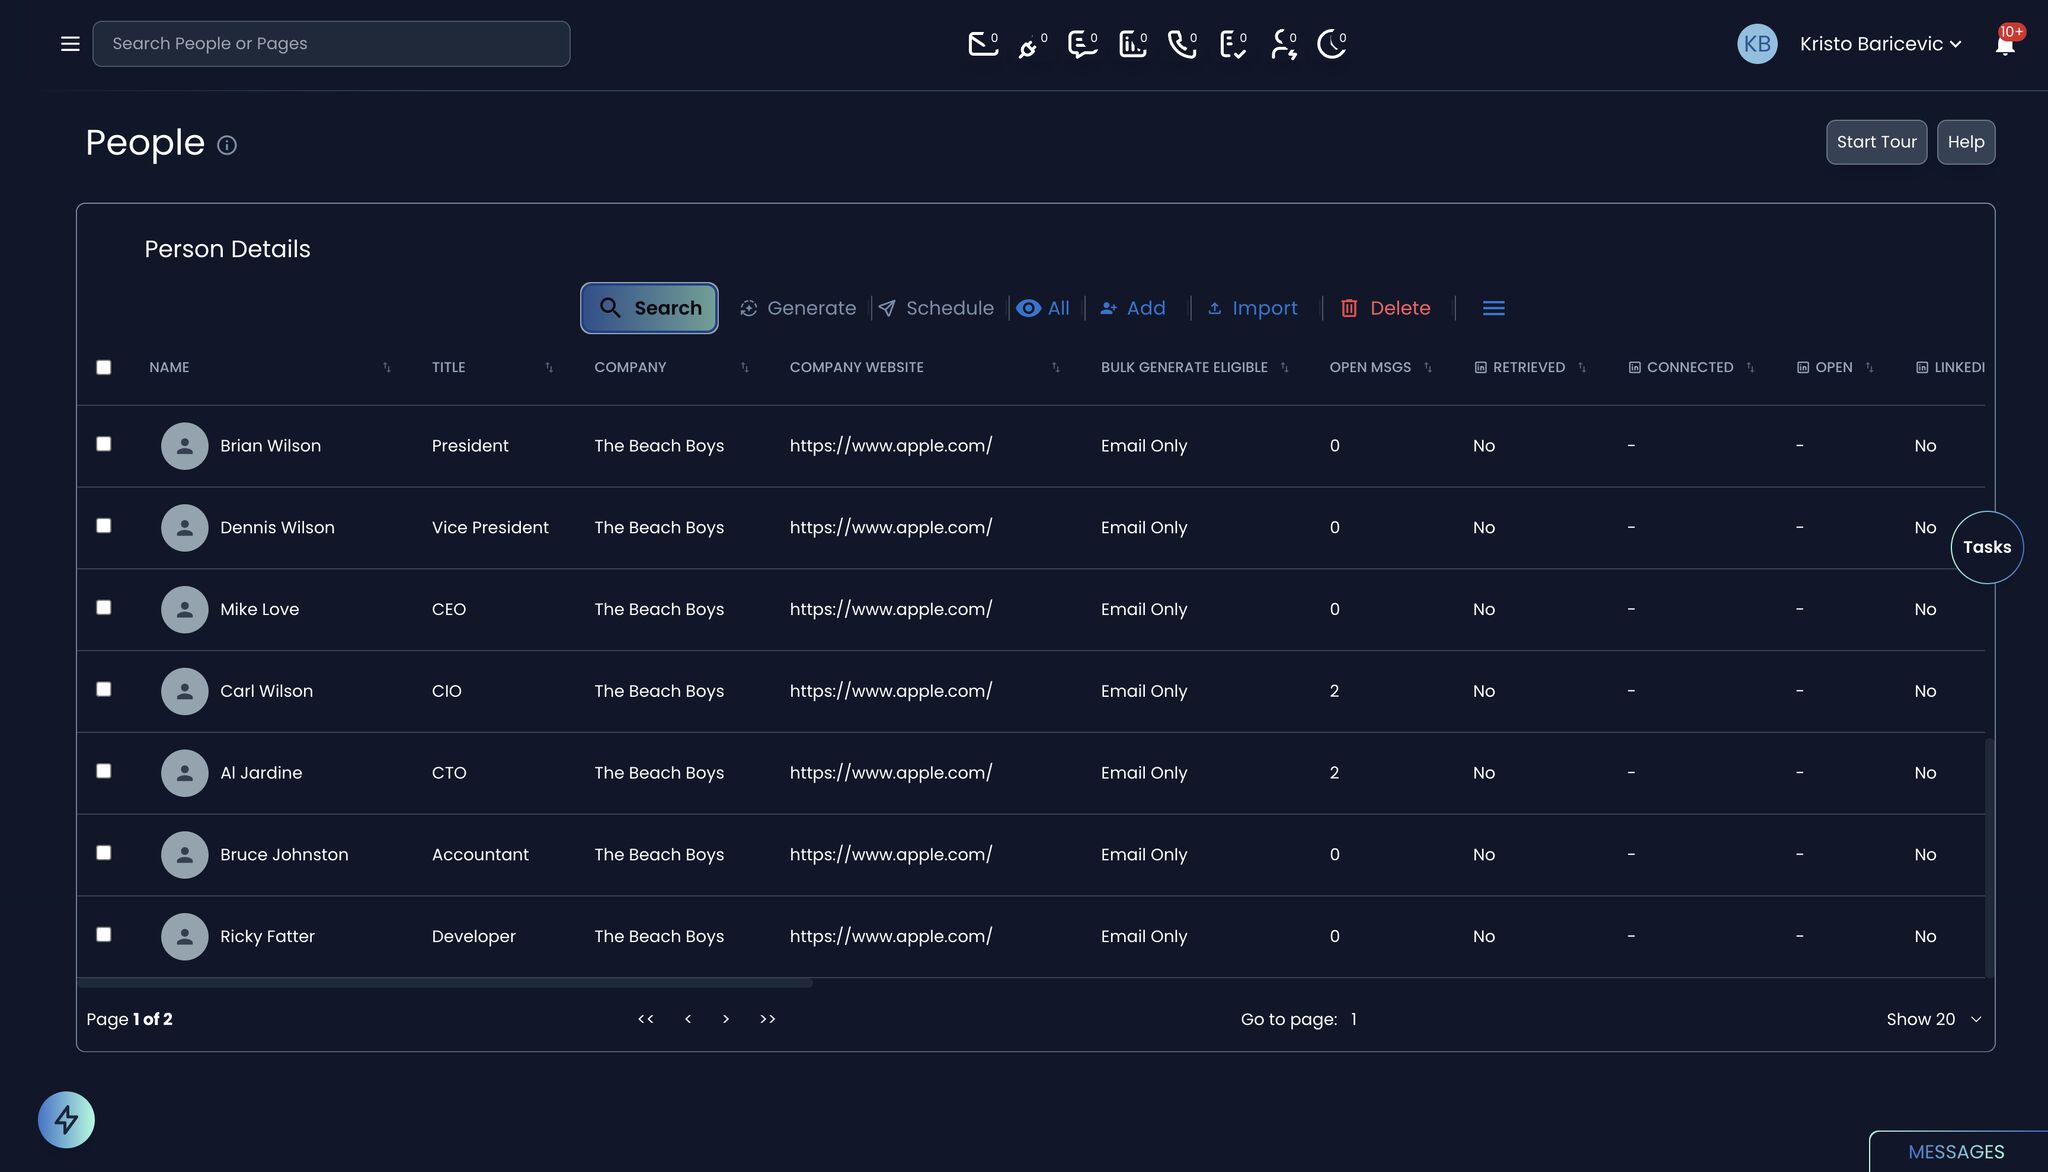 Search People or Pages
0 0 0 0 0 0 0 0
KB Kristo Baricevic 10+
People
Start Tour Help
Person Details
Search Generate Schedule All Add Import Delete
NAME TITLE COMPANY COMPANY WEBSITE BULK GENERATE ELIGIBLE OPEN MSGS RETRIEVED CONNECTED OPEN LINKEDI
Brian Wilson President The Beach Boys https://www.apple.com/ Email Only 0 No - - No
Dennis Wilson Vice President The Beach Boys https://www.apple.com/ Email Only 0 No - - No
Tasks
Mike Love CEO The Beach Boys https://www.apple.com/ Email Only 0 No - - No
Carl Wilson CIO The Beach Boys https://www.apple.com/ Email Only 2 No - - No
Al Jardine CTO The Beach Boys https://www.apple.com/ Email Only 2 No - - No
Bruce Johnston Accountant The Beach Boys https://www.apple.com/ Email Only 0 No - - No
Ricky Fatter Developer The Beach Boys https://www.apple.com/ Email Only 0 No - - No
Page 1 of 2 << < > >> Go to page: 1 Show 20
MESSAGES